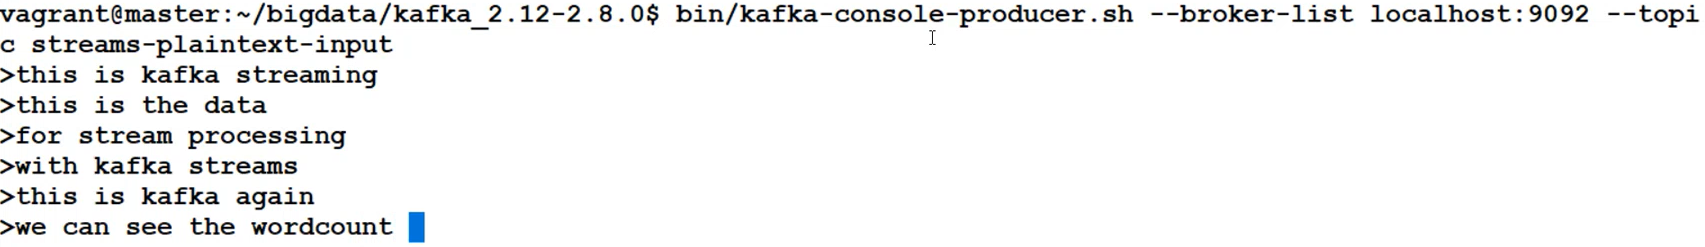 vagrant@master:~/bigdata/kafka_2.12-2.8.0$ bin/kafka-console-producer.sh --broker-list localhost:9092 --topi
c streams-plaintext-input
>this is kafka streaming
>this is the data
>for stream processing
>with kafka streams
>this is kafka again
>we can see the wordcount